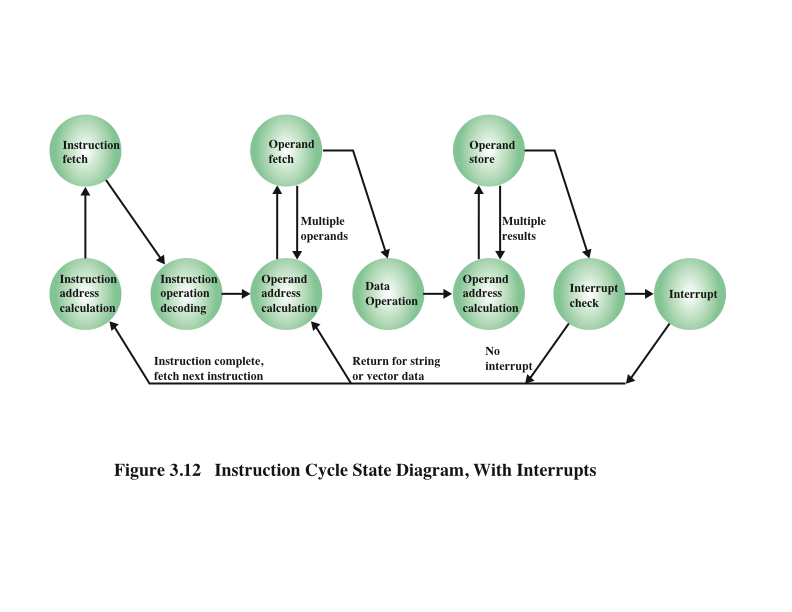 Instruction
fetch
Operand
fetch
Operand
store
Multiple
operands
Multiple
results
Instruction
address
calculation
Instruction
operation
decoding
Operand
address
calculation
Data
Operation
Operand
address
calculation
Interrupt
check
Interrupt
Instruction complete,
fetch next instruction
Return for string
or vector data
No
interrupt
Figure 3.12 Instruction Cycle State Diagram, With Interrupts